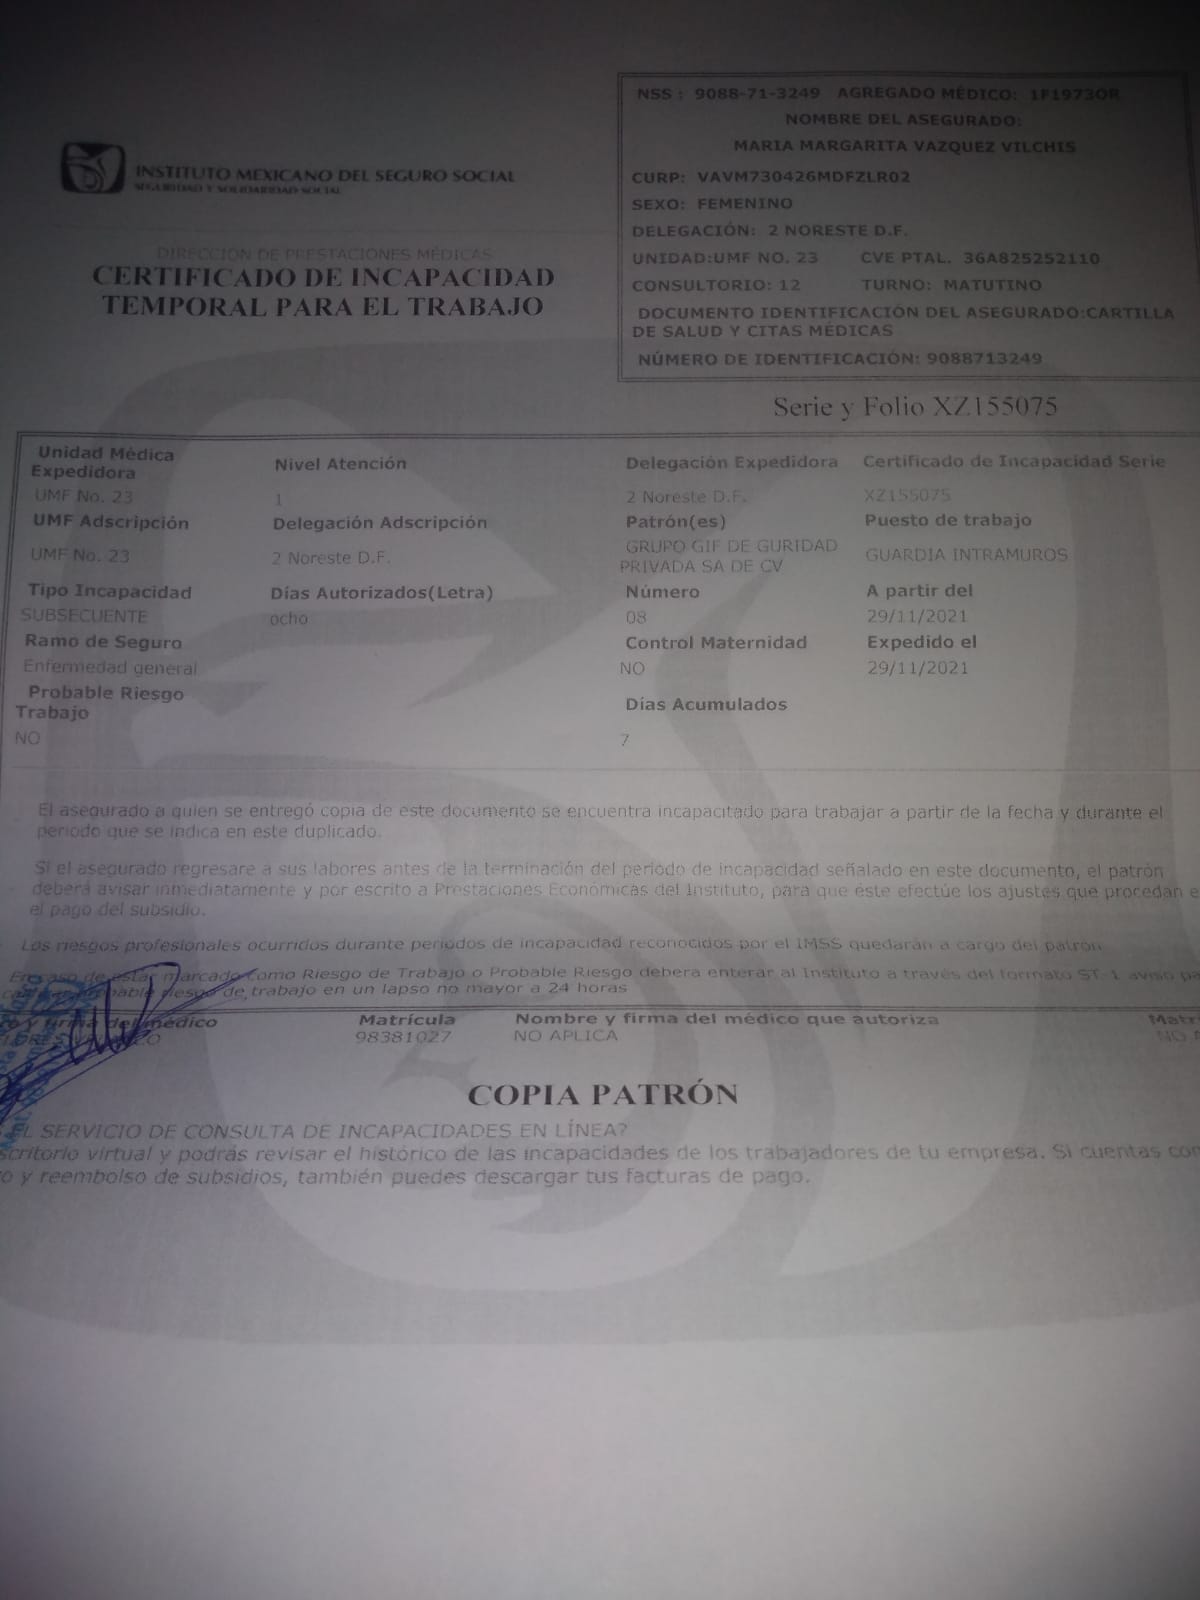 NSS : 9088-71-3249 AGREGADO MÉDICO: 1F1973OR
NOMBRE DEL ASEGURADO:
MARIA MARGARITA VAZQUEZ VILCHIS
CURP: VAVM730426MDFZLR02
SEXO: FEMENINO
DELEGACIÓN: 2 NORESTE D.F.
UNIDAD:UMF NO. 23 CVE PTAL. 36A825252110
CONSULTORIO: 12 TURNO: MATUTINO
DOCUMENTO IDENTIFICACIÓN DEL ASEGURADO:CARTILLA
DE SALUD Y CITAS MÉDICAS
NÚMERO DE IDENTIFICACIÓN: 9088713249
INSTITUTO MEXICANO DEL SEGURO SOCIAL
SEGURIDAD Y SOLIDARIDAD SOCIAL
DIRECCION DE PRESTACIONES MÉDICAS
CERTIFICADO DE INCAPACIDAD
TEMPORAL PARA EL TRABAJO
Serie y Folio XZ155075
Unidad Médica
Expedidora Nivel Atención Delegación Expedidora Certificado de Incapacidad Serie
UMF No. 23 1 2 Noreste D.F. XZ155075
UMF Adscripción Delegación Adscripción Patrón(es) Puesto de trabajo
UMF No. 23 2 Noreste D.F. GRUPO GIF DE GURIDAD
PRIVADA SA DE CV GUARDIA INTRAMUROS
Tipo Incapacidad Días Autorizados(Letra) Número A partir del
SUBSECUENTE ocho 08 29/11/2021
Ramo de Seguro Control Maternidad Expedido el
Enfermedad general NO 29/11/2021
Probable Riesgo
Trabajo Días Acumulados
NO 7
El asegurado a quien se entregó copia de este documento se encuentra incapacitado para trabajar a partir de la fecha y durante el
periodo que se indica en este duplicado.
Si el asegurado regresare a sus labores antes de la terminación del periodo de incapacidad señalado en este documento, el patrón
deberá avisar inmediatamente y por escrito a Prestaciones Económicas del Instituto, para que éste efectúe los ajustes que procedan e
el pago del subsidio.
Los riesgos profesionales ocurridos durante periodos de incapacidad reconocidos por el IMSS quedarán a cargo del patrón
En caso de estar marcado como Riesgo de Trabajo o Probable Riesgo debera enterar al Instituto a través del formato ST 1 aviso pa
probable riesgo de trabajo en un lapso no mayor a 24 horas
y firma del médico Matrícula Nombre y firma del médico que autoriza Matr
98381027 NO APLICA NO
COPIA PATRÓN
EL SERVICIO DE CONSULTA DE INCAPACIDADES EN LÍNEA?
scritorio virtual y podrás revisar el histórico de las incapacidades de los trabajadores de tu empresa. Si cuentas con
o y reembolso de subsidios, también puedes descargar tus facturas de pago.